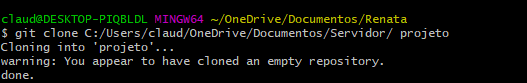 claud@DESKTOP-PIQBLDL MINGW64 ~/OneDrive/Documentos/Renata
$ git clone C:/Users/claud/OneDrive/Documentos/Servidor/ projeto
Cloning into 'projeto'...
warning: You appear to have cloned an empty repository.
done.